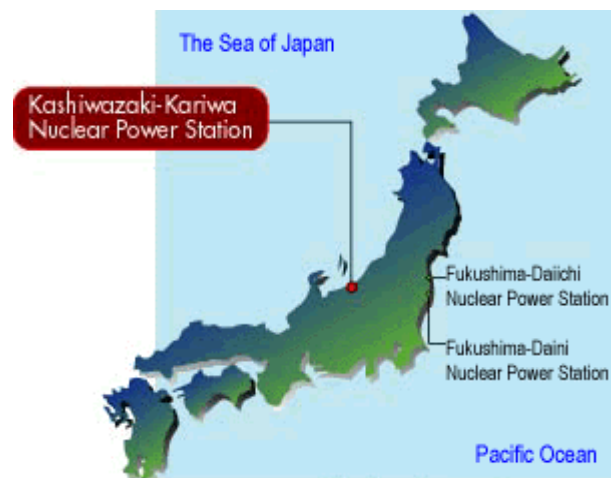 The Sea of Japan
Kashiwazaki-Kariwa
Nuclear Power Station
Fukushima-Daiichi
Nuclear Power Station
Fukushima-Daini
Nuclear Power Station
Pacific Ocean